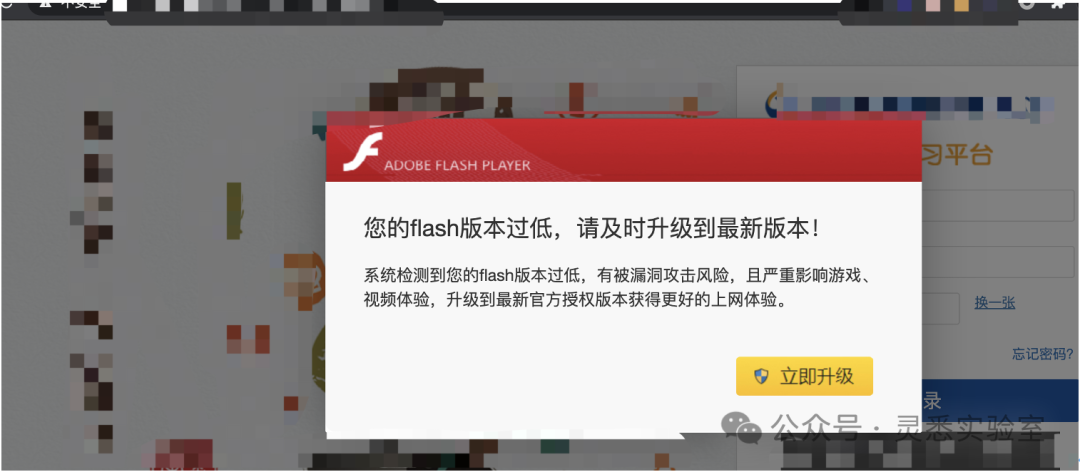 不安全
ADOBE FLASH PLAYER
习平台
您的flash版本过低，请及时升级到最新版本！
系统检测到您的flash版本过低，有被漏洞攻击风险，且严重影响游戏、
视频体验，升级到最新官方授权版本获得更好的上网体验。
换一张
忘记密码?
立即升级
录
公众号 · 灵悉实验室